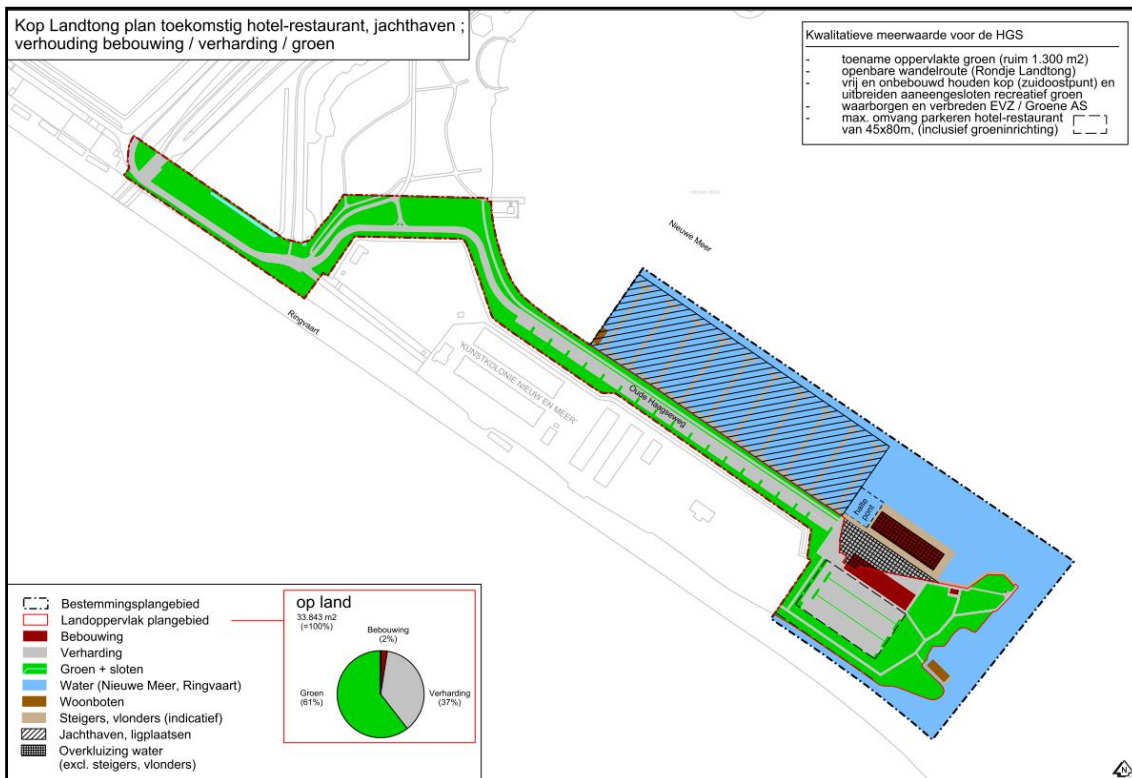 Kop Landtong plan toekomstig hotel-restaurant, jachthaven ;
verhouding bebouwing / verharding / groen
Kwalitatieve meerwaarde voor de HGS
- toename oppervlakte groen (ruim 1.300 m2)
- openbare wandelroute (Rondje Landtong)
- vrij en onbebouwd houden kop (zuidoostpunt) en
uitbreiden aaneengesloten recreatief groen
- waarborgen en verbreden EVZ / Groene AS
- max. omvang parkeren hotel-restaurant
van 45x80m, (inclusief groeninrichting)
NIEUWE MEER
Nieuwe Meer
Ringvaart
'KUNSTKOLONIE NIEUW EN MEER'
Oude Haagseweg
halte
pont
Bestemmingsplangebied
Landoppervlak plangebied
Bebouwing
Verharding
Groen + sloten
Water (Nieuwe Meer, Ringvaart)
Woonboten
Steigers, vlonders (indicatief)
Jachthaven, ligplaatsen
Overkluizing water
(excl. steigers, vlonders)
op land
33.843 m2
(=100%)
Bebouwing
(2%)
Groen
(61%)
Verharding
(37%)
N